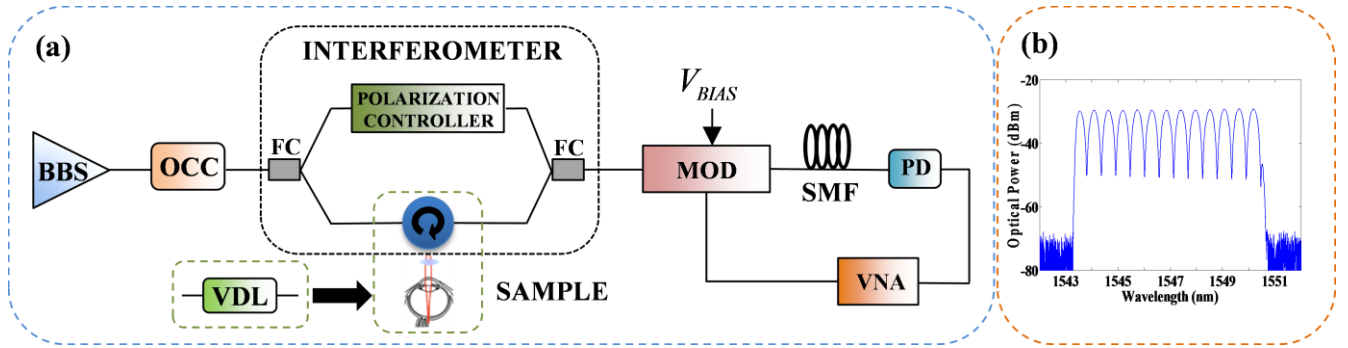 (a)
INTERFEROMETER
POLARIZATION
CONTROLLER
FC
FC
BBS
OCC
V_BIAS
MOD
SMF
PD
VDL
SAMPLE
VNA
(b)
Optical Power (dBm)
-20
-40
-60
-80
1543
1545
1547
1549
1551
Wavelength (nm)